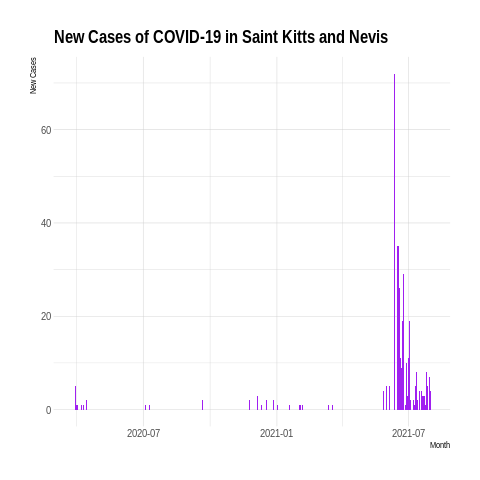 New Cases of COVID-19 in Saint Kitts and Nevis
New Cases
60
40
20
0
2020-07
2021-01
2021-07
Month